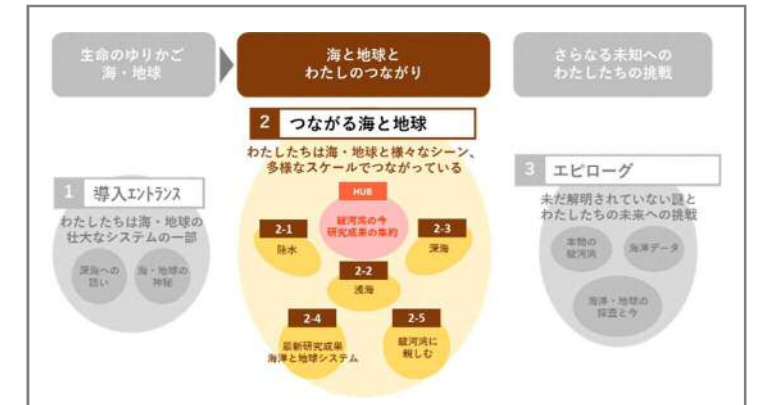 生命のゆりかご
海・地球
海と地球と
わたしのつながり
さらなる未知への
わたしたちの挑戦
2 つながる海と地球
わたしたちは海・地球と様々なシーン、
多様なスケールでつながっている
1 導入エントランス
わたしたちは海・地球の
壮大なシステムの一部
深海への
誘い
海・地球の
神秘
HUB
駿河湾の今
研究成果の集約
2-1
陸水
2-3
深海
2-2
浅海
2-4
最新研究成果
海洋と地球システム
2-5
駿河湾に
親しむ
3 エピローグ
未だ解明されていない謎と
わたしたちの未来への挑戦
本物の
駿河湾
海洋データ
海洋・地球の
探査と今